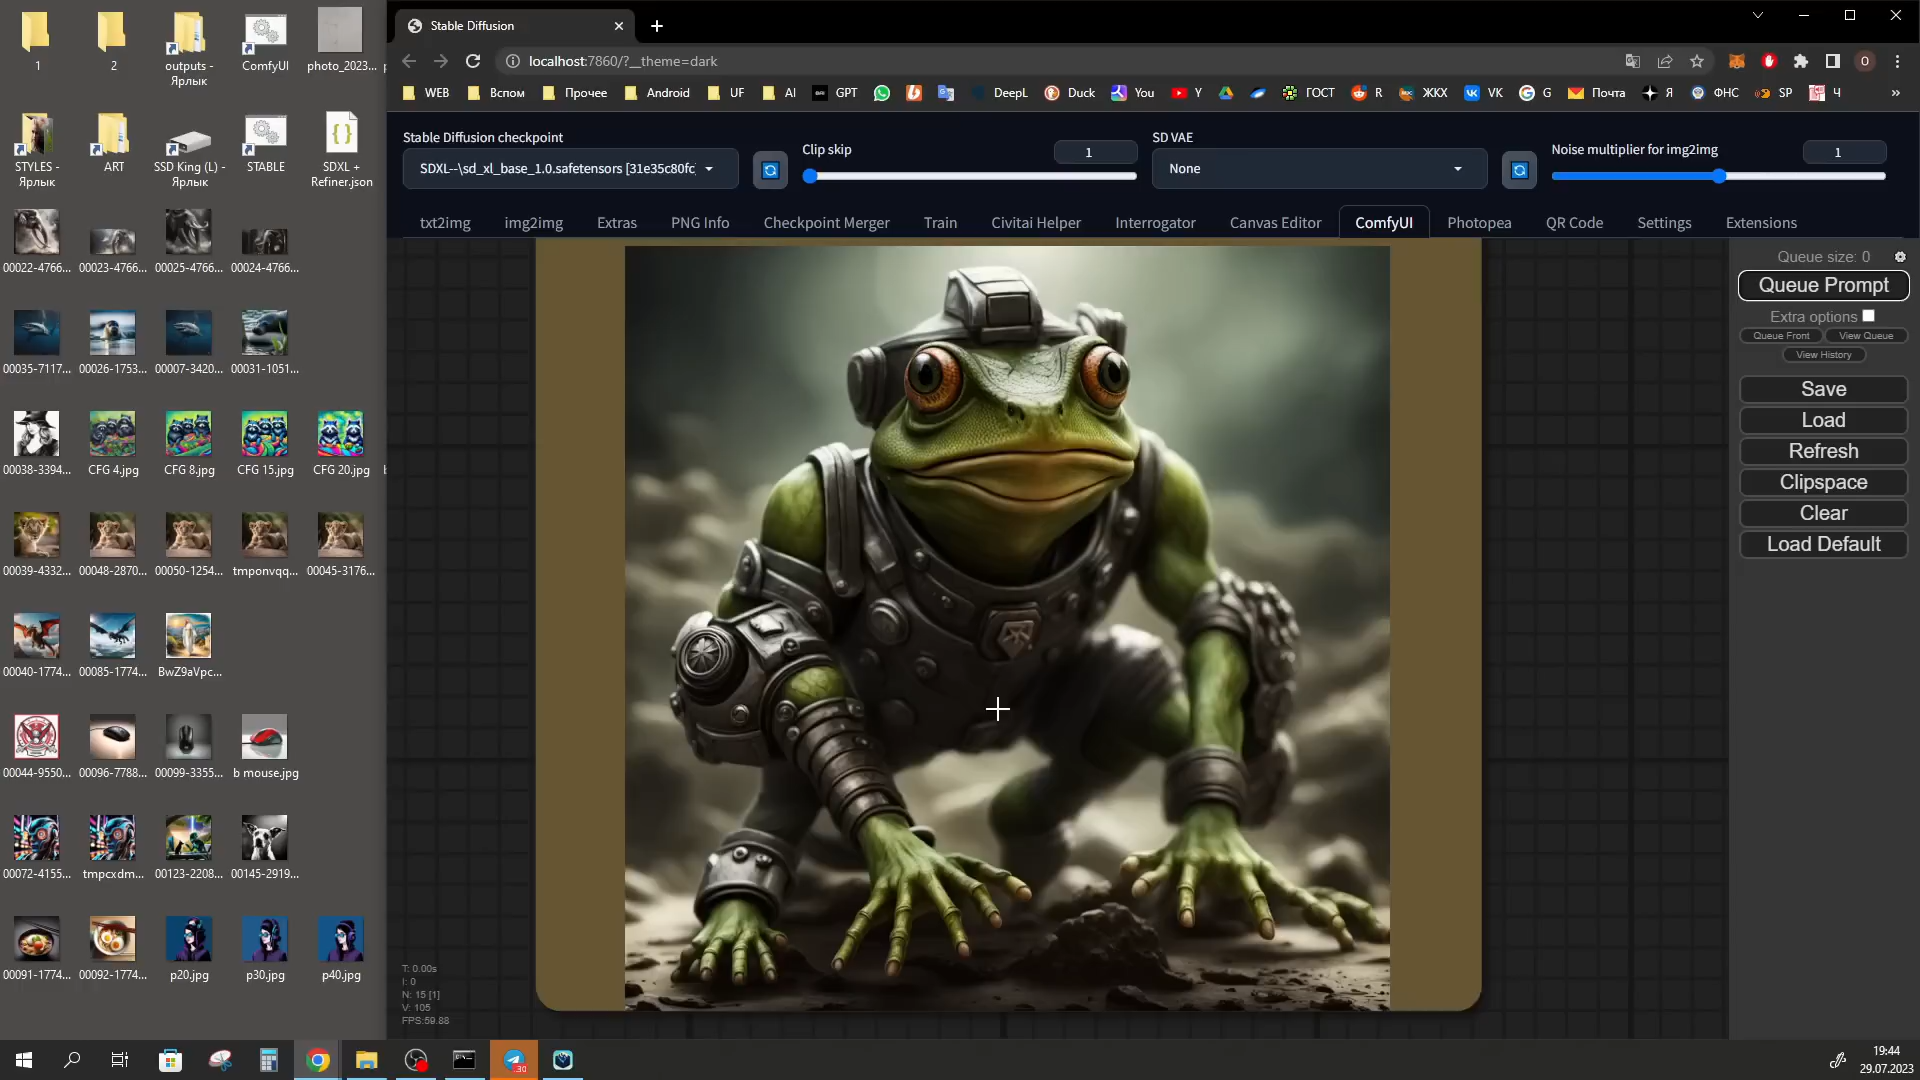 1
2
outputs -
Ярлык
ComfyUI
photo_2023...
STYLES -
Ярлык
ART
SSD King (L) -
Ярлык
STABLE
SDXL +
Refiner.json
00022-4766...
00023-4766...
00025-4766...
00024-4766...
00035-7117...
00026-1753...
00007-3420...
00031-1051...
00038-3394...
CFG 4.jpg
CFG 8.jpg
CFG 15.jpg
CFG 20.jpg
00039-4332...
00048-2870...
00050-1254...
tmponvqq...
00045-3176...
00040-1774...
00085-1774...
BwZ9aVpc...
00044-9550...
00096-7788...
00099-3355...
b mouse.jpg
00072-4155...
tmpcxdm...
00123-2208...
00145-2919...
00091-1774...
00092-1774...
p20.jpg
p30.jpg
p40.jpg
Stable Diffusion
localhost:7860/?__theme=dark
O
WEB
Вспом
Прочее
Android
UF
AI
GPT
DeepL
Duck
You
Y
ГОСТ
R
ЖКХ
VK
G
Почта
Я
ФНС
SP
Ч
»
Stable Diffusion checkpoint
SDXL--\sd_xl_base_1.0.safetensors [31e35c80fc
Clip skip
1
SD VAE
None
Noise multiplier for img2img
1
txt2img
img2img
Extras
PNG Info
Checkpoint Merger
Train
Civitai Helper
Interrogator
Canvas Editor
ComfyUI
Photopea
QR Code
Settings
Extensions
Queue size: 0
Queue Prompt
Extra options
Queue Front
View Queue
View History
Save
Load
Refresh
Clipspace
Clear
Load Default
T: 0.00s
I: 0
N: 15 [1]
V: 105
FPS:59.88
30
19:44
29.07.2023